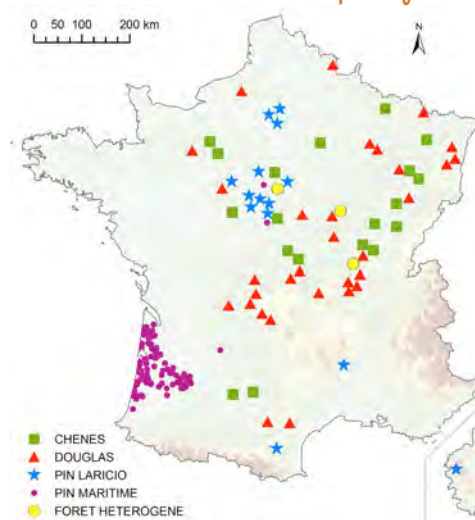 0 50 100 200 km
N
CHENES
DOUGLAS
PIN LARICIO
PIN MARITIME
FORET HETEROGENE